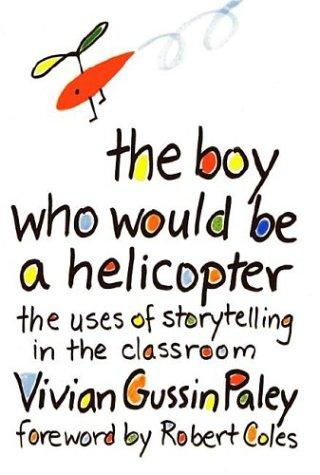 the boy
who would be
a helicopter
the uses of storytelling
in the classroom
Vivian Gussin Paley
foreword by Robert Coles